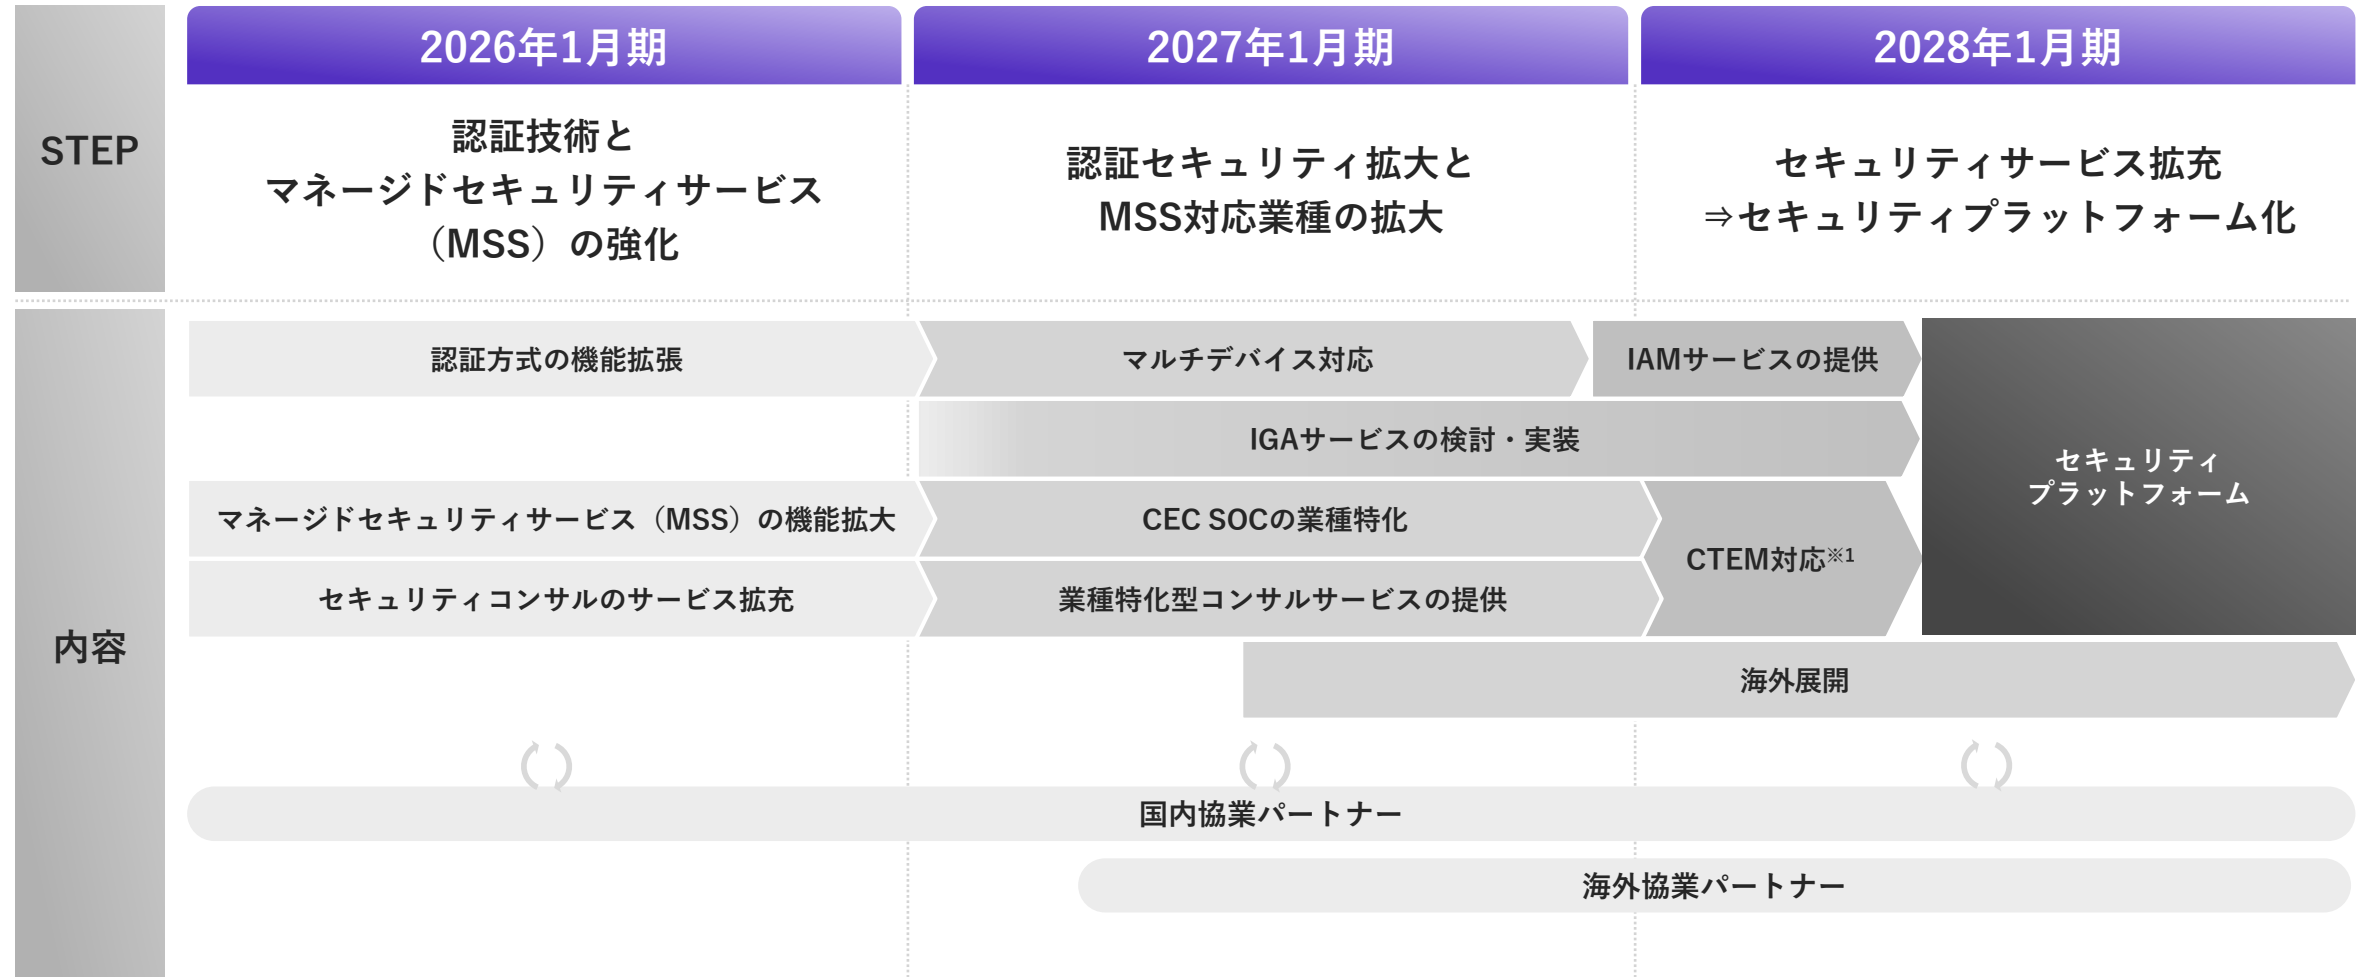 2026年1月期
2027年1月期
2028年1月期
STEP
認証技術と
マネージドセキュリティサービス
（MSS）の強化
認証セキュリティ拡大と
MSS対応業種の拡大
セキュリティサービス拡充
⇒セキュリティプラットフォーム化
内容
認証方式の機能拡張
マルチデバイス対応
IAMサービスの提供
IGAサービスの検討・実装
マネージドセキュリティサービス（MSS）の機能拡大
CEC SOCの業種特化
CTEM対応※1
セキュリティコンサルのサービス拡充
業種特化型コンサルサービスの提供
セキュリティ
プラットフォーム
海外展開
国内協業パートナー
海外協業パートナー